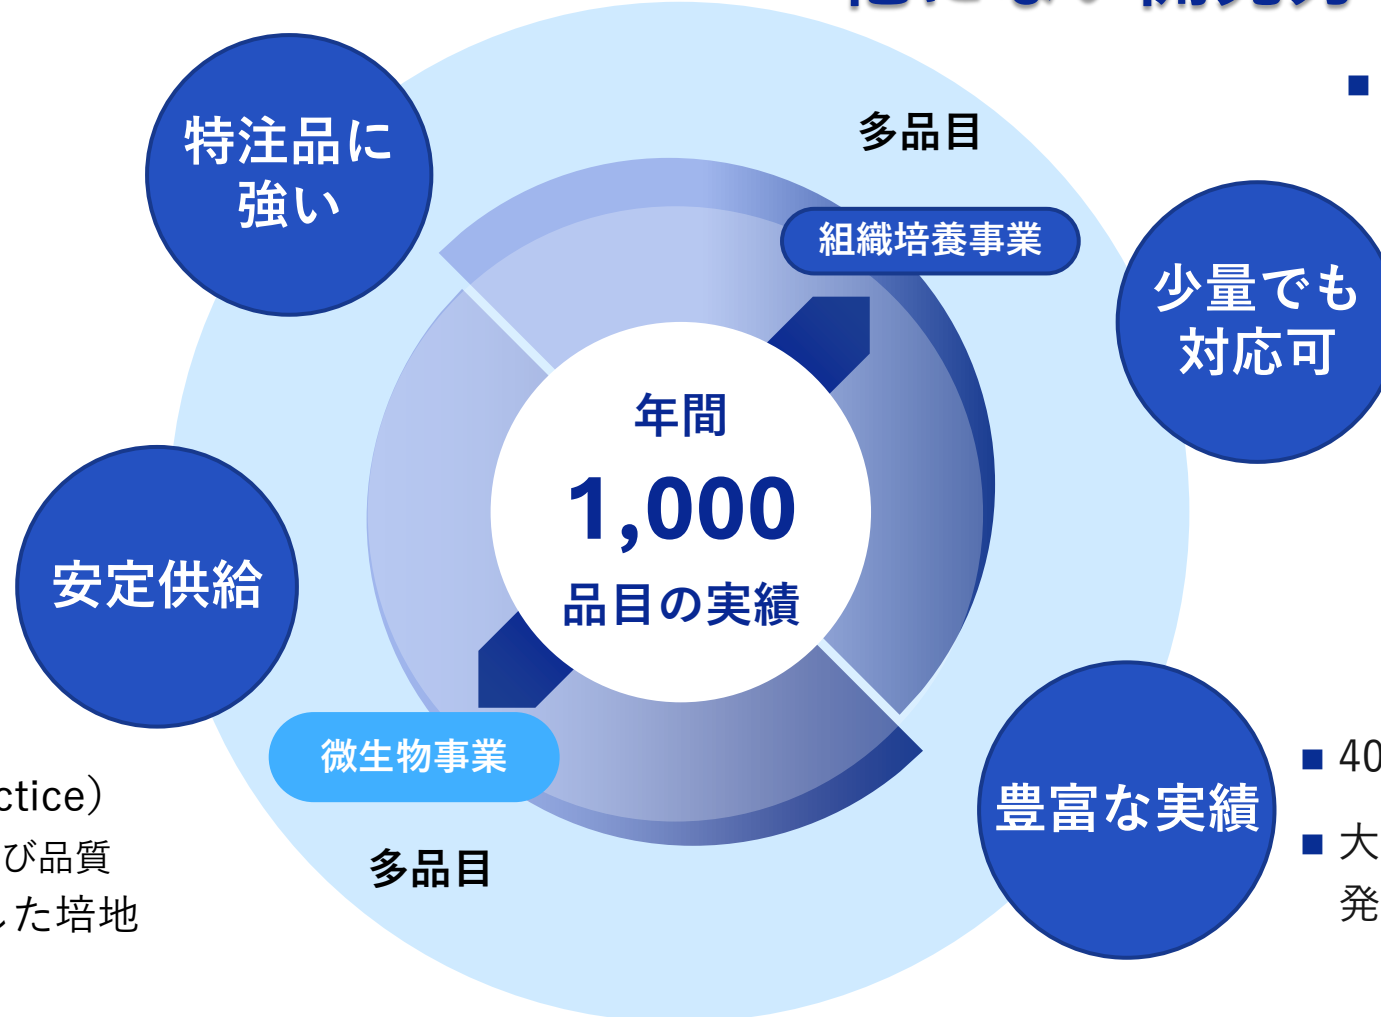 特注品に
強い
多品目
組織培養事業
少量でも
対応可
年間
1,000
品目の実績
安定供給
微生物事業
多品目
豊富な実績
40
大
発
ctice）
び品質
した培地